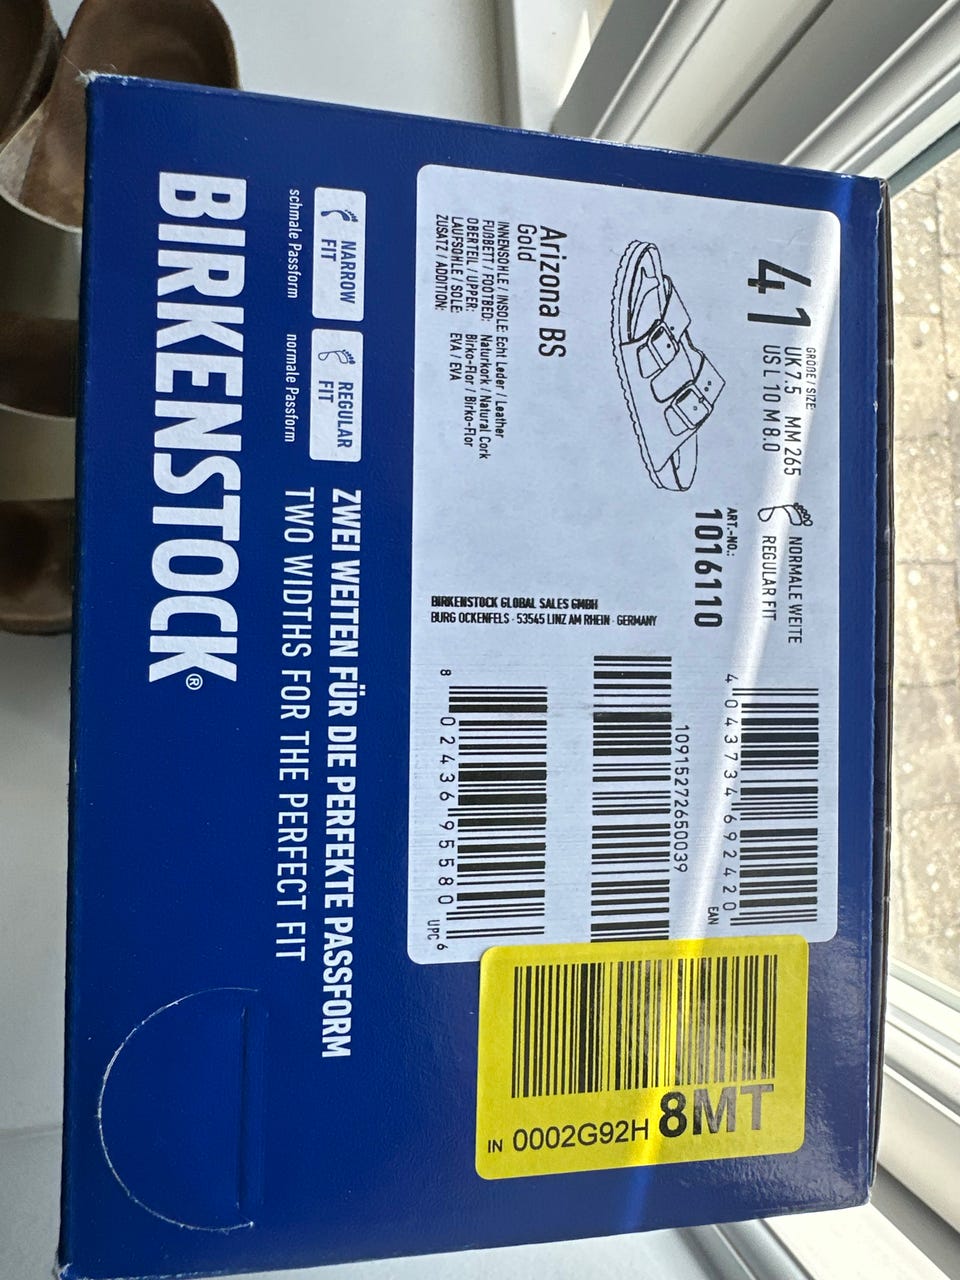 41
GRÖßE / SIZE
UK 7.5 MM 265
US L 10 M 8.0
NORMALE WEITE
REGULAR FIT
4 043734 692420
EAN
ART.-NO.:
1016110
10915272650039
Arizona BS
Gold
INNENSOHLE / INSOLE Echt Leder / Leather
FUßBETT / FOOTBED: Naturkork / Natural Cork
OBERTEIL / UPPER: Birko-Flor / Birko-Flor
LAUFSOHLE / SOLE: EVA / EVA
ZUSATZ / ADDITION:
BIRKENSTOCK GLOBAL SALES GMBH
BURG OCKENFELS · 53545 LINZ AM RHEIN · GERMANY
8 02436 95580 6
UPC
8MT
IN 0002G92H
NARROW
FIT
schmale Passform
REGULAR
FIT
normale Passform
ZWEI WEITEN FÜR DIE PERFEKTE PASSFORM
TWO WIDTHS FOR THE PERFECT FIT
BIRKENSTOCK®